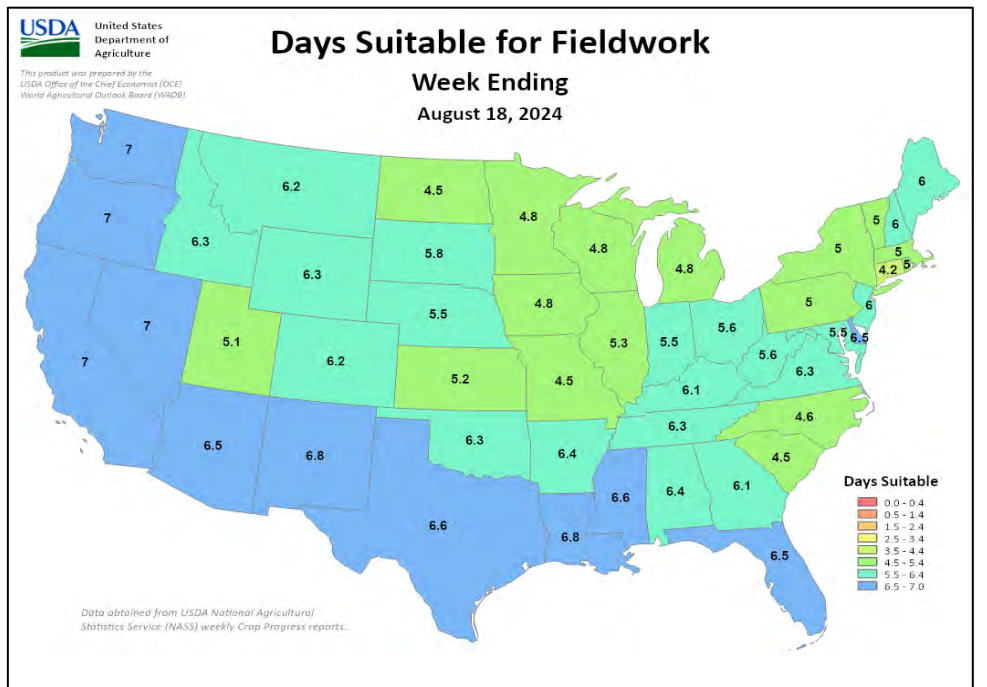 USDA
United States
Department of
Agriculture
This product was prepared by the
USDA Office of the Chief Economist (OCE)
World Agricultural Outlook Board (WAOB)
Days Suitable for Fieldwork
Week Ending
August 18, 2024
7
6.2
4.5
4.8
6
7
6.3
5.8
4.8
4.8
5
5
6
5
4.2
5
6.3
5.5
4.8
5
6
7
5.1
6.2
5.2
4.5
5.3
5.5
5.6
5.6
5.5
6.5
7
6.3
6.1
6.5
6.8
6.3
6.4
6.3
4.6
4.5
6.6
6.8
6.6
6.4
6.1
6.5
Days Suitable
0.0 - 0.4
0.5 - 1.4
1.5 - 2.4
2.5 - 3.4
3.5 - 4.4
4.5 - 5.4
5.5 - 6.4
6.5 - 7.0
Data obtained from USDA National Agricultural
Statistics Service (NASS) weekly Crop Progress reports..